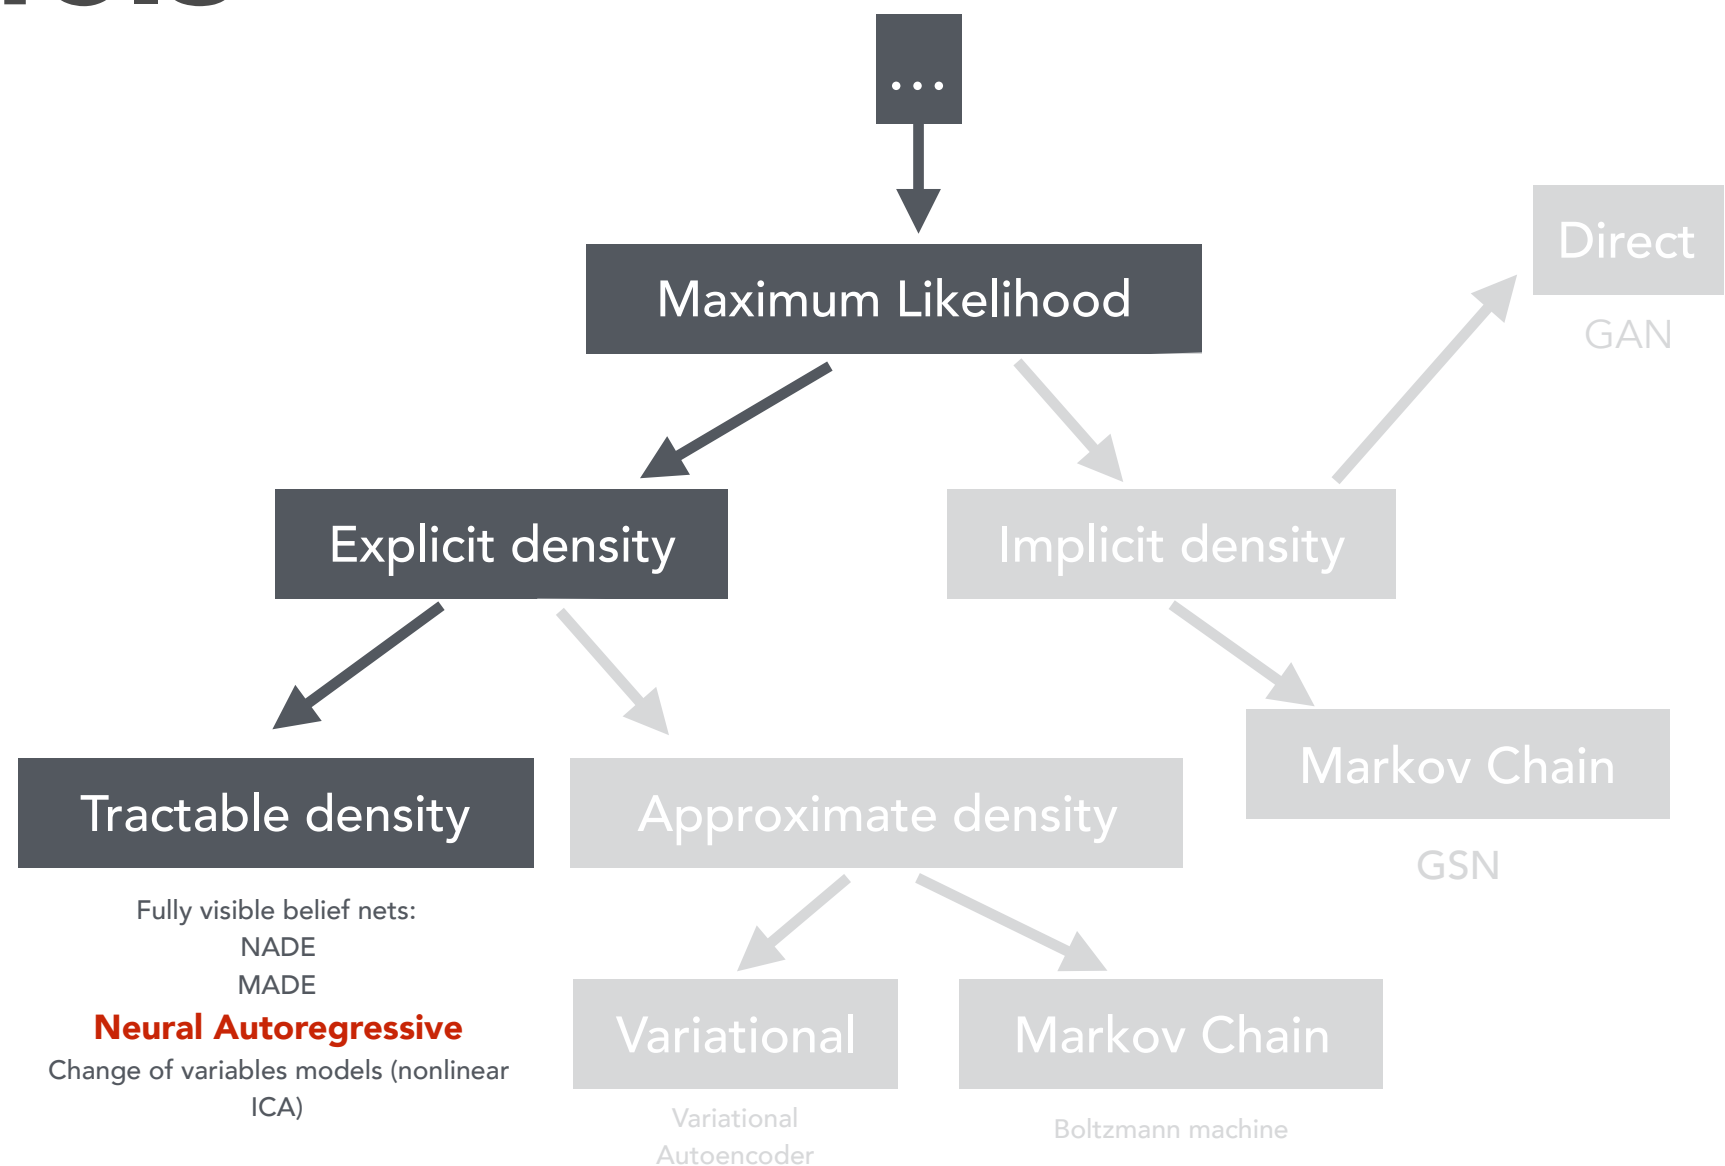 ...
Direct
GAN
Maximum Likelihood
Explicit density
Implicit density
Tractable density
Approximate density
Markov Chain
GSN
Fully visible belief nets:
NADE
MADE
Neural Autoregressive
Change of variables models (nonlinear
ICA)
Variational
Markov Chain
Variational
Autoencoder
Boltzmann machine